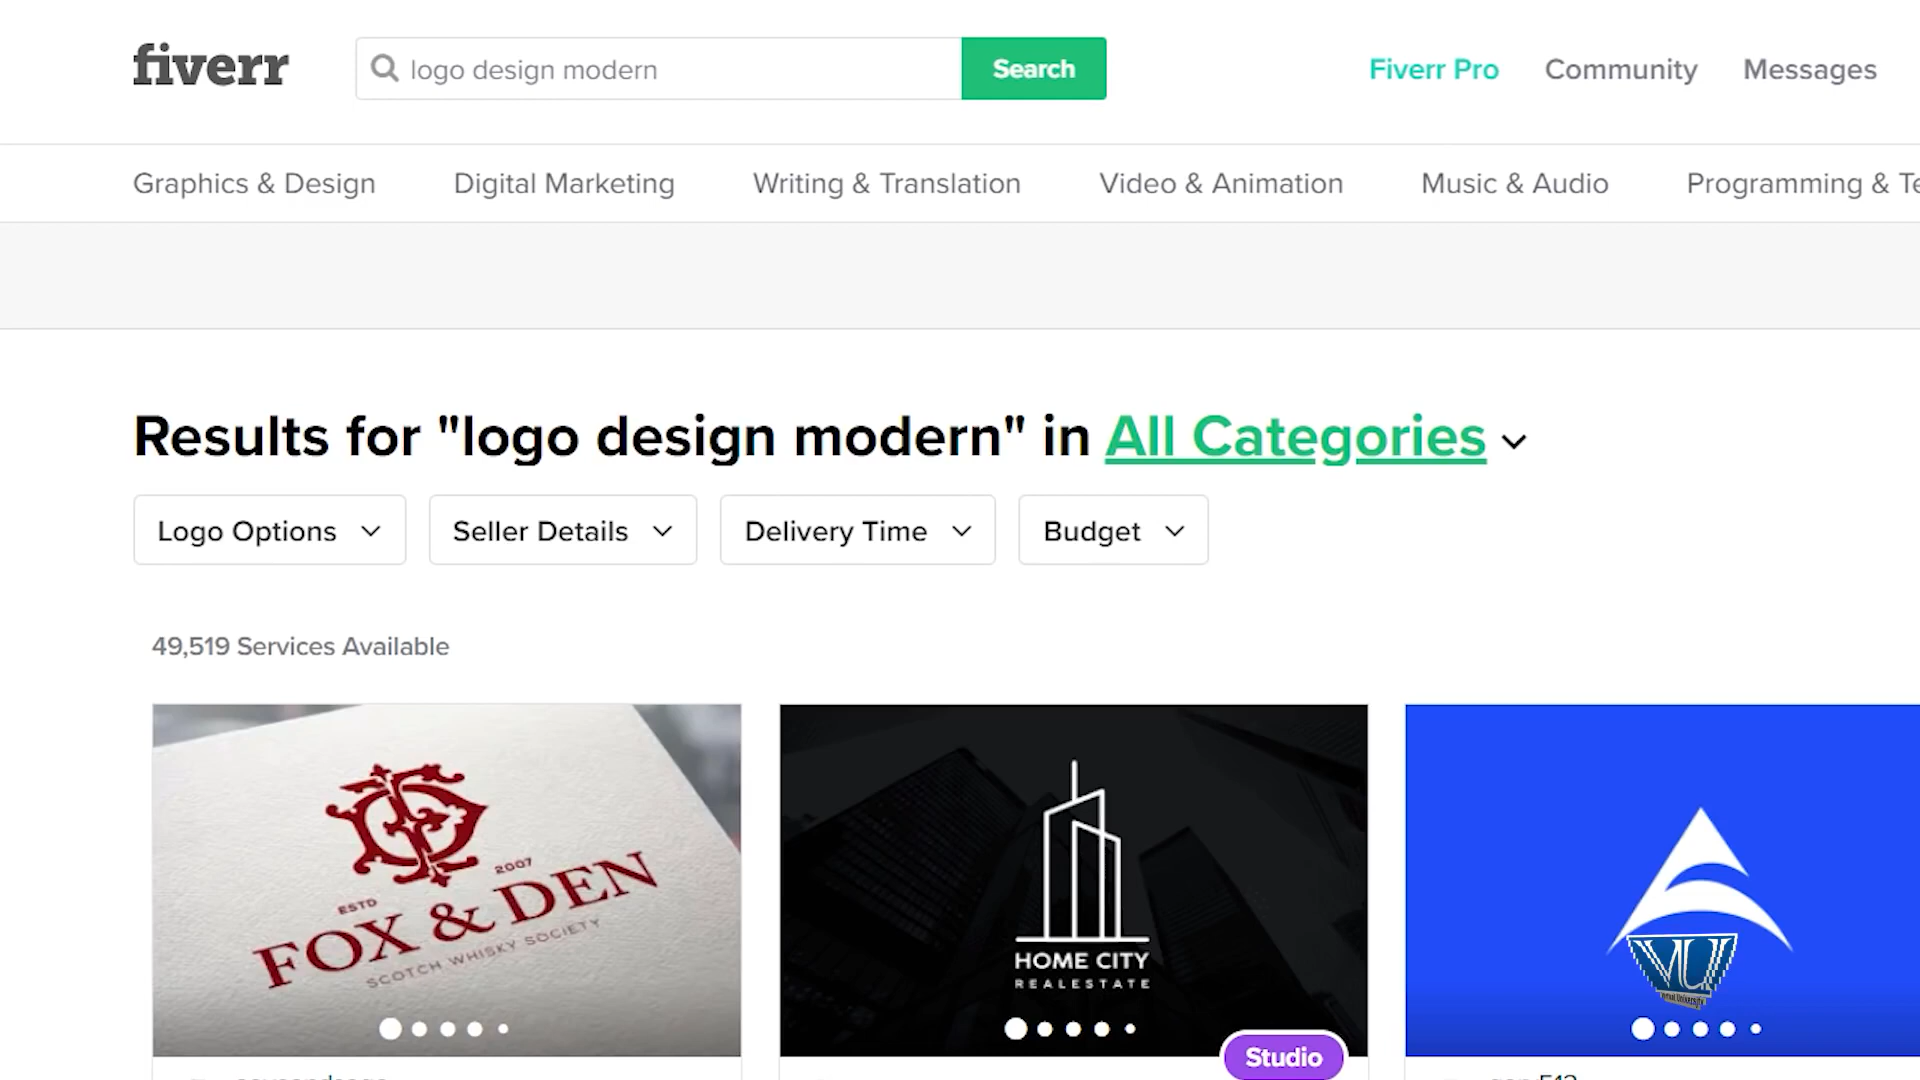 fiverr
logo design modern
Search
Fiverr Pro
Community
Messages
Graphics & Design
Digital Marketing
Writing & Translation
Video & Animation
Music & Audio
Programming & Te
Results for "logo design modern" in All Categories
Logo Options
Seller Details
Delivery Time
Budget
49,519 Services Available
ESTD 2007
FOX & DEN
SCOTCH WHISKY SOCIETY
HOME CITY
REALESTATE
VU
Studio